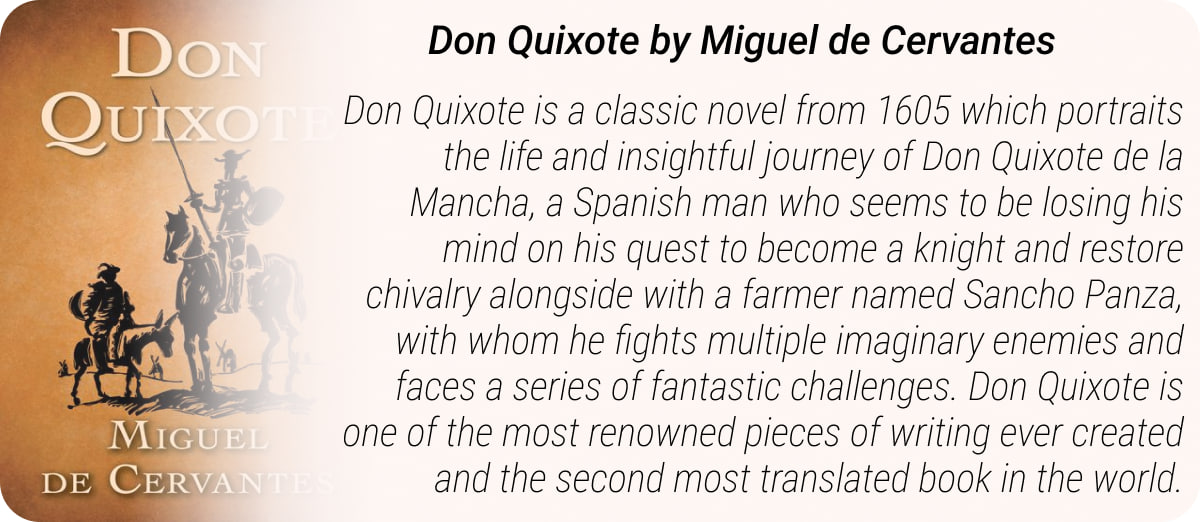 Don
Quixote
Miguel
de Cervantes
Don Quixote by Miguel de Cervantes
Don Quixote is a classic novel from 1605 which portraits
the life and insightful journey of Don Quixote de la
Mancha, a Spanish man who seems to be losing his
mind on his quest to become a knight and restore
chivalry alongside with a farmer named Sancho Panza,
with whom he fights multiple imaginary enemies and
faces a series of fantastic challenges. Don Quixote is
one of the most renowned pieces of writing ever created
and the second most translated book in the world.